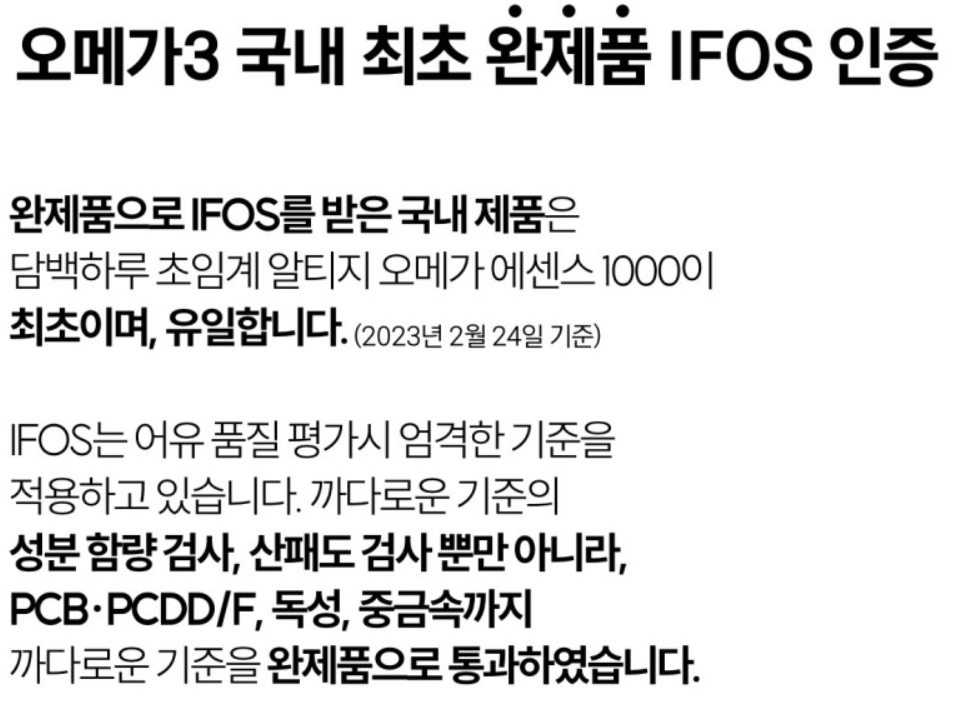 오메가3 국내 최초 완제품 IFOS 인증
완제품으로 IFOS를 받은 국내 제품은
담백하루 초임계 알티지 오메가 에센스 1000이
최초이며, 유일합니다. (2023년 2월 24일 기준)
IFOS는 어유 품질 평가시 엄격한 기준을
적용하고 있습니다. 까다로운 기준의
성분 함량 검사, 산패도 검사 뿐만 아니라,
PCB·PCDD/F, 독성, 중금속까지
까다로운 기준을 완제품으로 통과하였습니다.